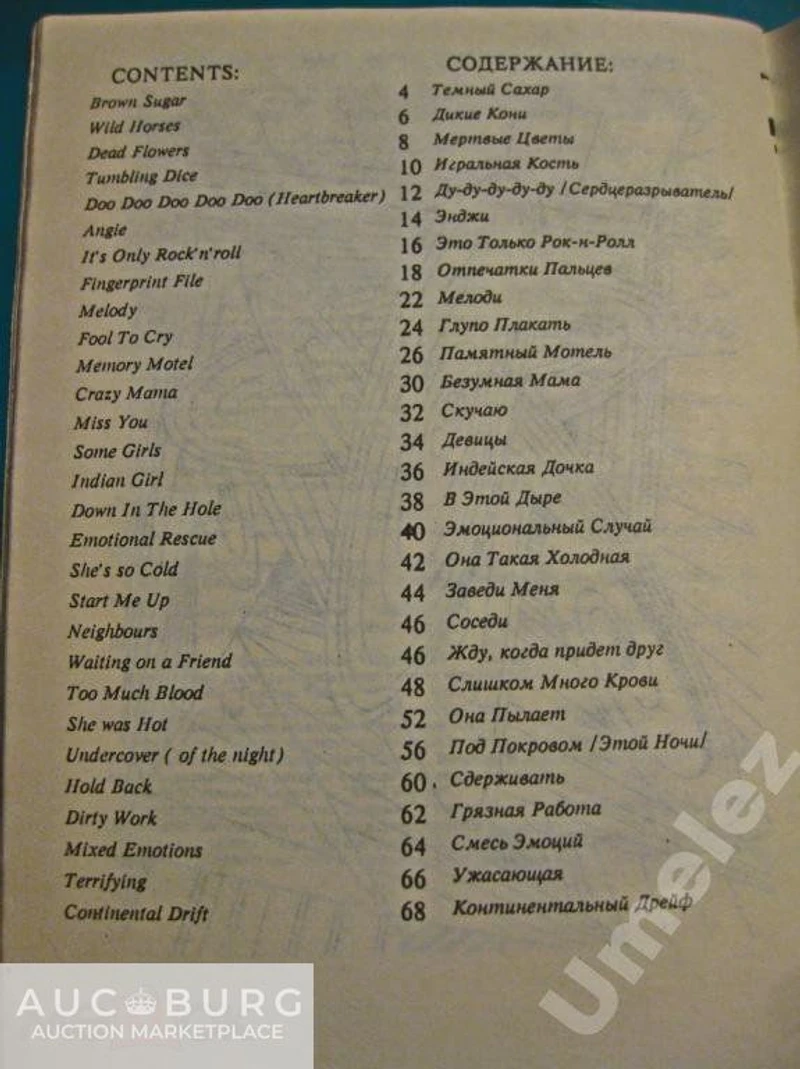 CONTENTS: СОДЕРЖАНИЕ:
Brown Sugar 4 Темный Сахар
Wild Horses 6 Дикие Кони
Dead Flowers 8 Мертвые Цветы
Tumbling Dice 10 Игральная Кость
Doo Doo Doo Doo Doo (Heartbreaker) 12 Ду-ду-ду-ду-ду /Сердцеразрыватель/
Angie 14 Энджи
It's Only Rock'n'roll 16 Это Только Рок-н-Ролл
Fingerprint File 18 Отпечатки Пальцев
Melody 22 Мелоди
Fool To Cry 24 Глупо Плакать
Memory Motel 26 Памятный Мотель
Crazy Mama 30 Безумная Мама
Miss You 32 Скучаю
Some Girls 34 Девицы
Indian Girl 36 Индейская Дочка
Down In The Hole 38 В Этой Дыре
Emotional Rescue 40 Эмоциональный Случай
She's so Cold 42 Она Такая Холодная
Start Me Up 44 Заведи Меня
Neighbours 46 Соседи
Waiting on a Friend 46 Жду, когда придет друг
Too Much Blood 48 Слишком Много Крови
She was Hot 52 Она Пылает
Undercover ( of the night) 56 Под Покровом /Этой Ночи/
Hold Back 60 Сдерживать
Dirty Work 62 Грязная Работа
Mixed Emotions 64 Смесь Эмоций
Terrifying 66 Ужасающая
Continental Drift 68 Континентальный Дрейф
Umelez
AUCBURG
AUCTION MARKETPLACE